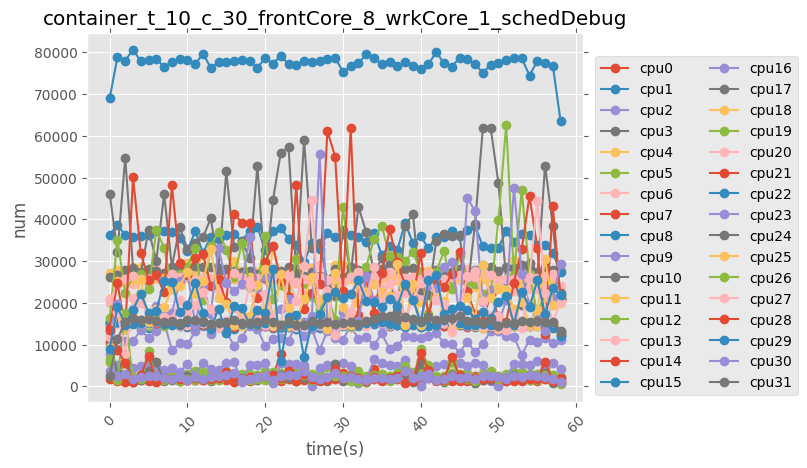 container_t_10_c_30_frontCore_8_wrkCore_1_schedDebug
80000
70000
60000
50000
40000
30000
20000
10000
0
num
0
10
20
30
40
50
60
time(s)
cpu0
cpu1
cpu2
cpu3
cpu4
cpu5
cpu6
cpu7
cpu8
cpu9
cpu10
cpu11
cpu12
cpu13
cpu14
cpu15
cpu16
cpu17
cpu18
cpu19
cpu20
cpu21
cpu22
cpu23
cpu24
cpu25
cpu26
cpu27
cpu28
cpu29
cpu30
cpu31